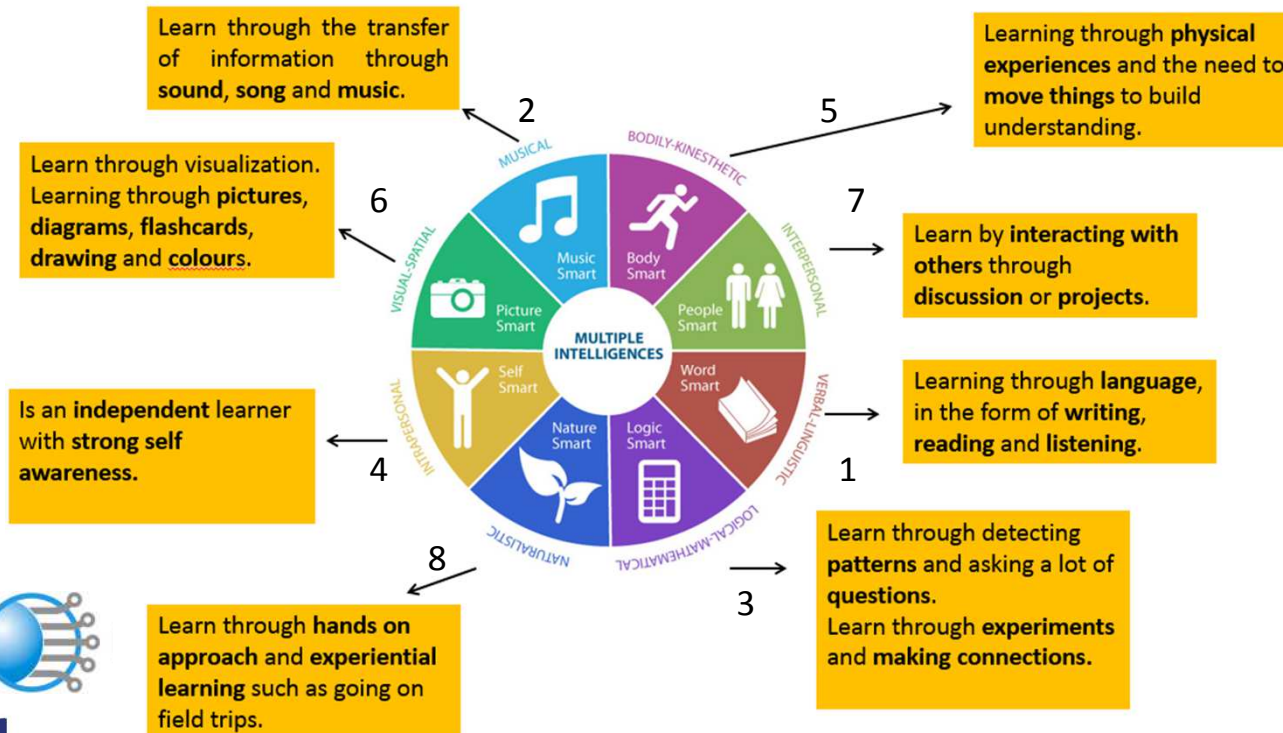 Learn through the transfer
of information through
sound, song and music.
2
5
Learning through physical
experiences and the need to
move things to build
understanding.
Learn through visualization.
Learning through pictures,
diagrams, flashcards,
drawing and colours.
6
MUSICAL
BODILY-KINESTHETIC
7
VISUAL-SPATIAL
INTERPERSONAL
Learn by interacting with
others through
discussion or projects.
Music
Smart
Body
Smart
Picture
Smart
People
Smart
MULTIPLE
INTELLIGENCES
Self
Smart
Word
Smart
Nature
Smart
Logic
Smart
INTRAPERSONAL
VERBAL-LINGUISTIC
NATURALISTIC
LOGICAL-MATHEMATICAL
Is an independent learner
with strong self
awareness.
4
Learning through language,
in the form of writing,
reading and listening.
1
8
3
Learn through detecting
patterns and asking a lot of
questions.
Learn through experiments
and making connections.
Learn through hands on
approach and experiential
learning such as going on
field trips.